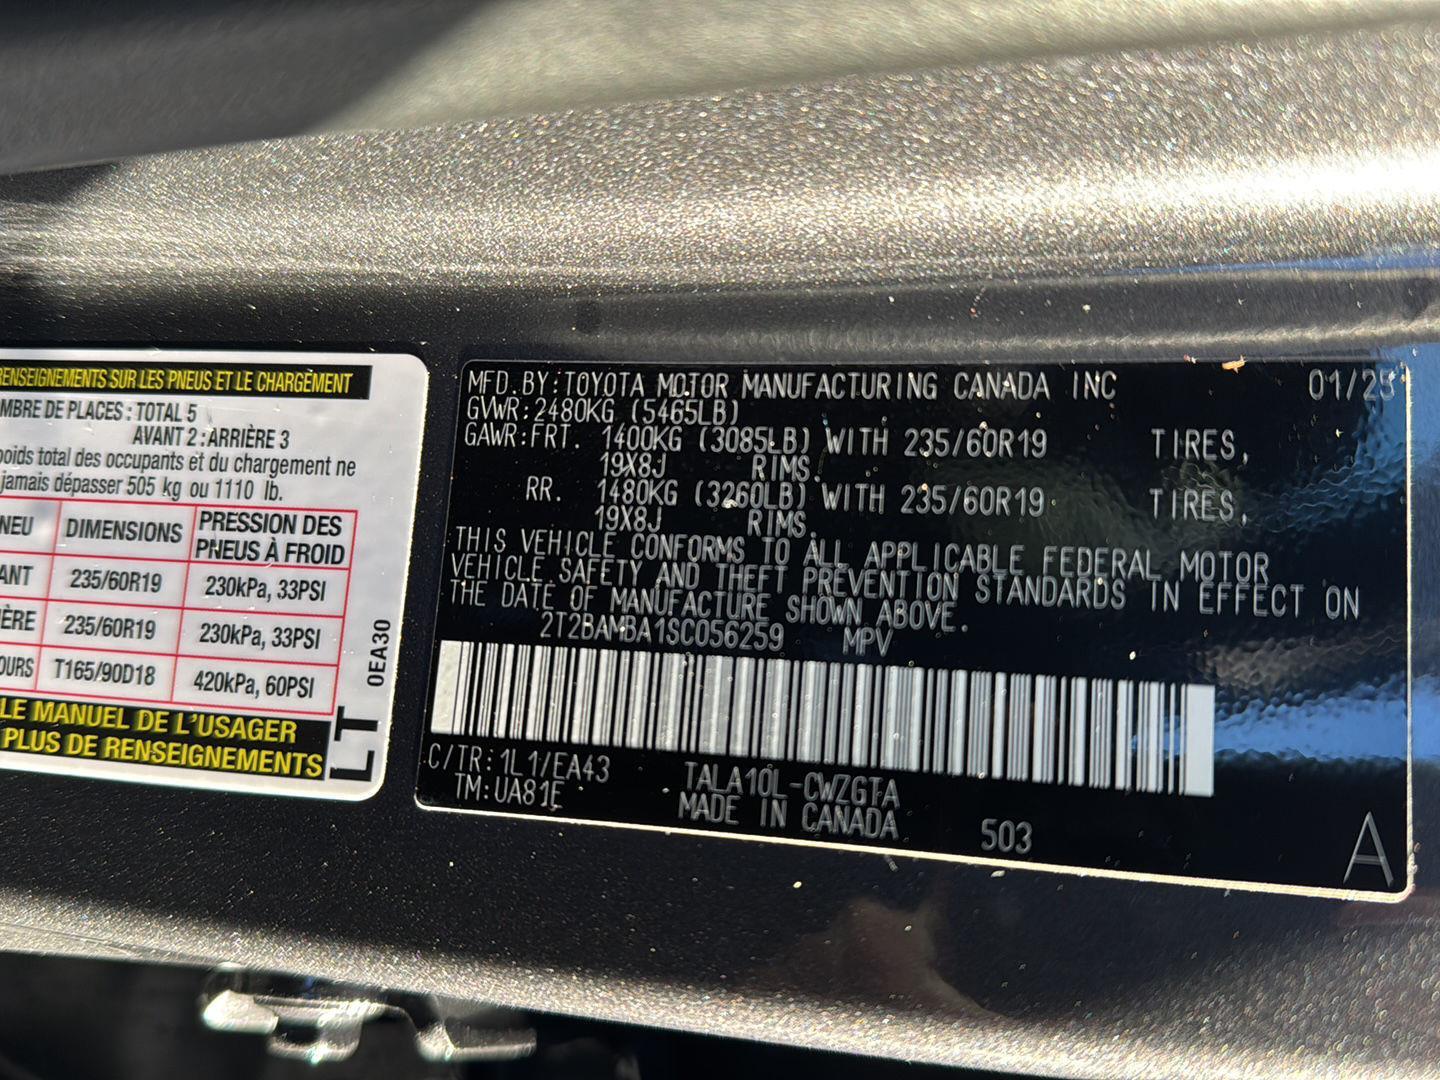 RENSEIGNEMENTS SUR LES PNEUS ET LE CHARGEMENT
MBRE DE PLACES : TOTAL 5
AVANT 2 : ARRIÈRE 3
poids total des occupants et du chargement ne
jamais dépasser 505 kg ou 1110 lb.
NEU DIMENSIONS PRESSION DES PNEUS À FROID
ANT 235/60R19 230kPa, 33PSI
IÈRE 235/60R19 230kPa, 33PSI
OURS T165/90D18 420kPa, 60PSI
LE MANUEL DE L'USAGER
PLUS DE RENSEIGNEMENTS
0EA30
LT
MFD.BY:TOYOTA MOTOR MANUFACTURING CANADA INC 01/25
GVWR:2480KG (5465LB)
GAWR:FRT. 1400KG (3085LB) WITH 235/60R19 TIRES,
19X8J RIMS.
RR. 1480KG (3260LB) WITH 235/60R19 TIRES,
19X8J RIMS.
THIS VEHICLE CONFORMS TO ALL APPLICABLE FEDERAL MOTOR
VEHICLE SAFETY AND THEFT PREVENTION STANDARDS IN EFFECT ON
THE DATE OF MANUFACTURE SHOWN ABOVE.
2T2BAMBA1SC056259 MPV
C/TR:1L1/EA43 TALA10L-CWZGTA
TM:UA81E MADE IN CANADA 503
A